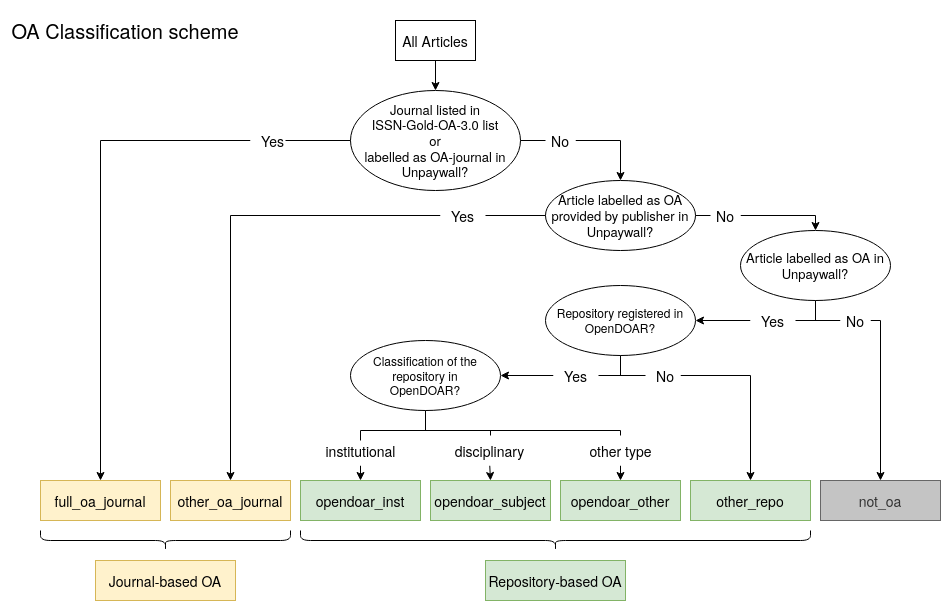 OA Classification scheme
All Articles
Journal listed in
ISSN-Gold-OA-3.0 list
or
labelled as OA-journal in
Unpaywall?
Yes
No
Article labelled as OA
provided by publisher in
Unpaywall?
Yes
No
Article labelled as OA in
Unpaywall?
Yes
No
Repository registered in
OpenDOAR?
Yes
No
Classification of the
repository in
OpenDOAR?
institutional
disciplinary
other type
full_oa_journal
other_oa_journal
opendoar_inst
opendoar_subject
opendoar_other
other_repo
not_oa
Journal-based OA
Repository-based OA